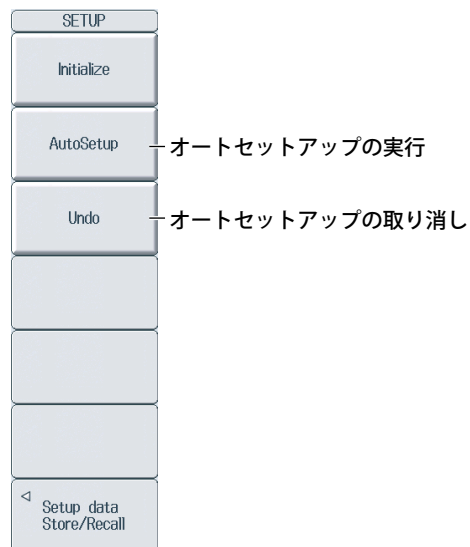 SETUP
Initialize
AutoSetup
オートセットアップの実行
Undo
オートセットアップの取り消し
Setup data
Store/Recall